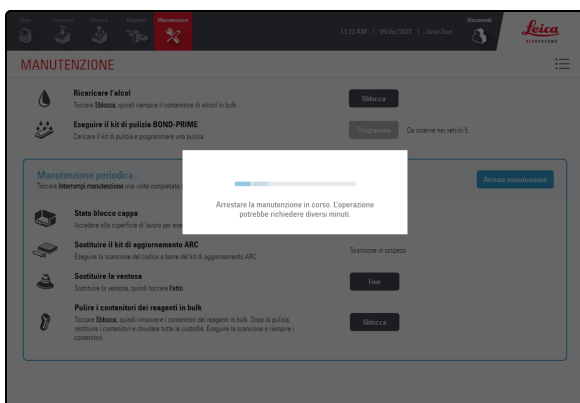 Stato
Processo
Vetrini
Reagenti
Manutenzione
11:23 AM | 05/dic/2022 | Jane Doe
Leica
BIOSYSTEMS
MANUTENZIONE
Ricaricare l'alcol
Toccare Sblocca, quindi riempire il contenitore di alcol in bulk.
Sblocca
Eseguire il kit di pulizia BOND-PRIME
Caricare il kit di pulizia e programmare una pulizia.
Programma
Da inserire nei vetrini 5
Manutenzione periodica
Toccare Interrompi manutenzione una volta completata
Arresta manutenzione
Arrestare la manutenzione in corso. L'operazione
potrebbe richiedere diversi minuti.
Stato blocco cappa
Accedere alla superficie di lavoro per ese
Sostituire il kit di aggiornamento ARC
Eseguire la scansione del codice a barre del kit di aggiornamento ARC.
Scansione in sospeso
Sostituire la ventosa
Sostituire la ventosa, quindi toccare Fatto
Fine
Pulire i contenitori dei reagenti in bulk
Toccare Sblocca, quindi rimuovere i contenitori dei reagenti in bulk. Dopo la pulizia,
restituire i contenitori e chiudere tutte le custodie. Eseguire la scansione e riempire i
contenitori.
Sblocca